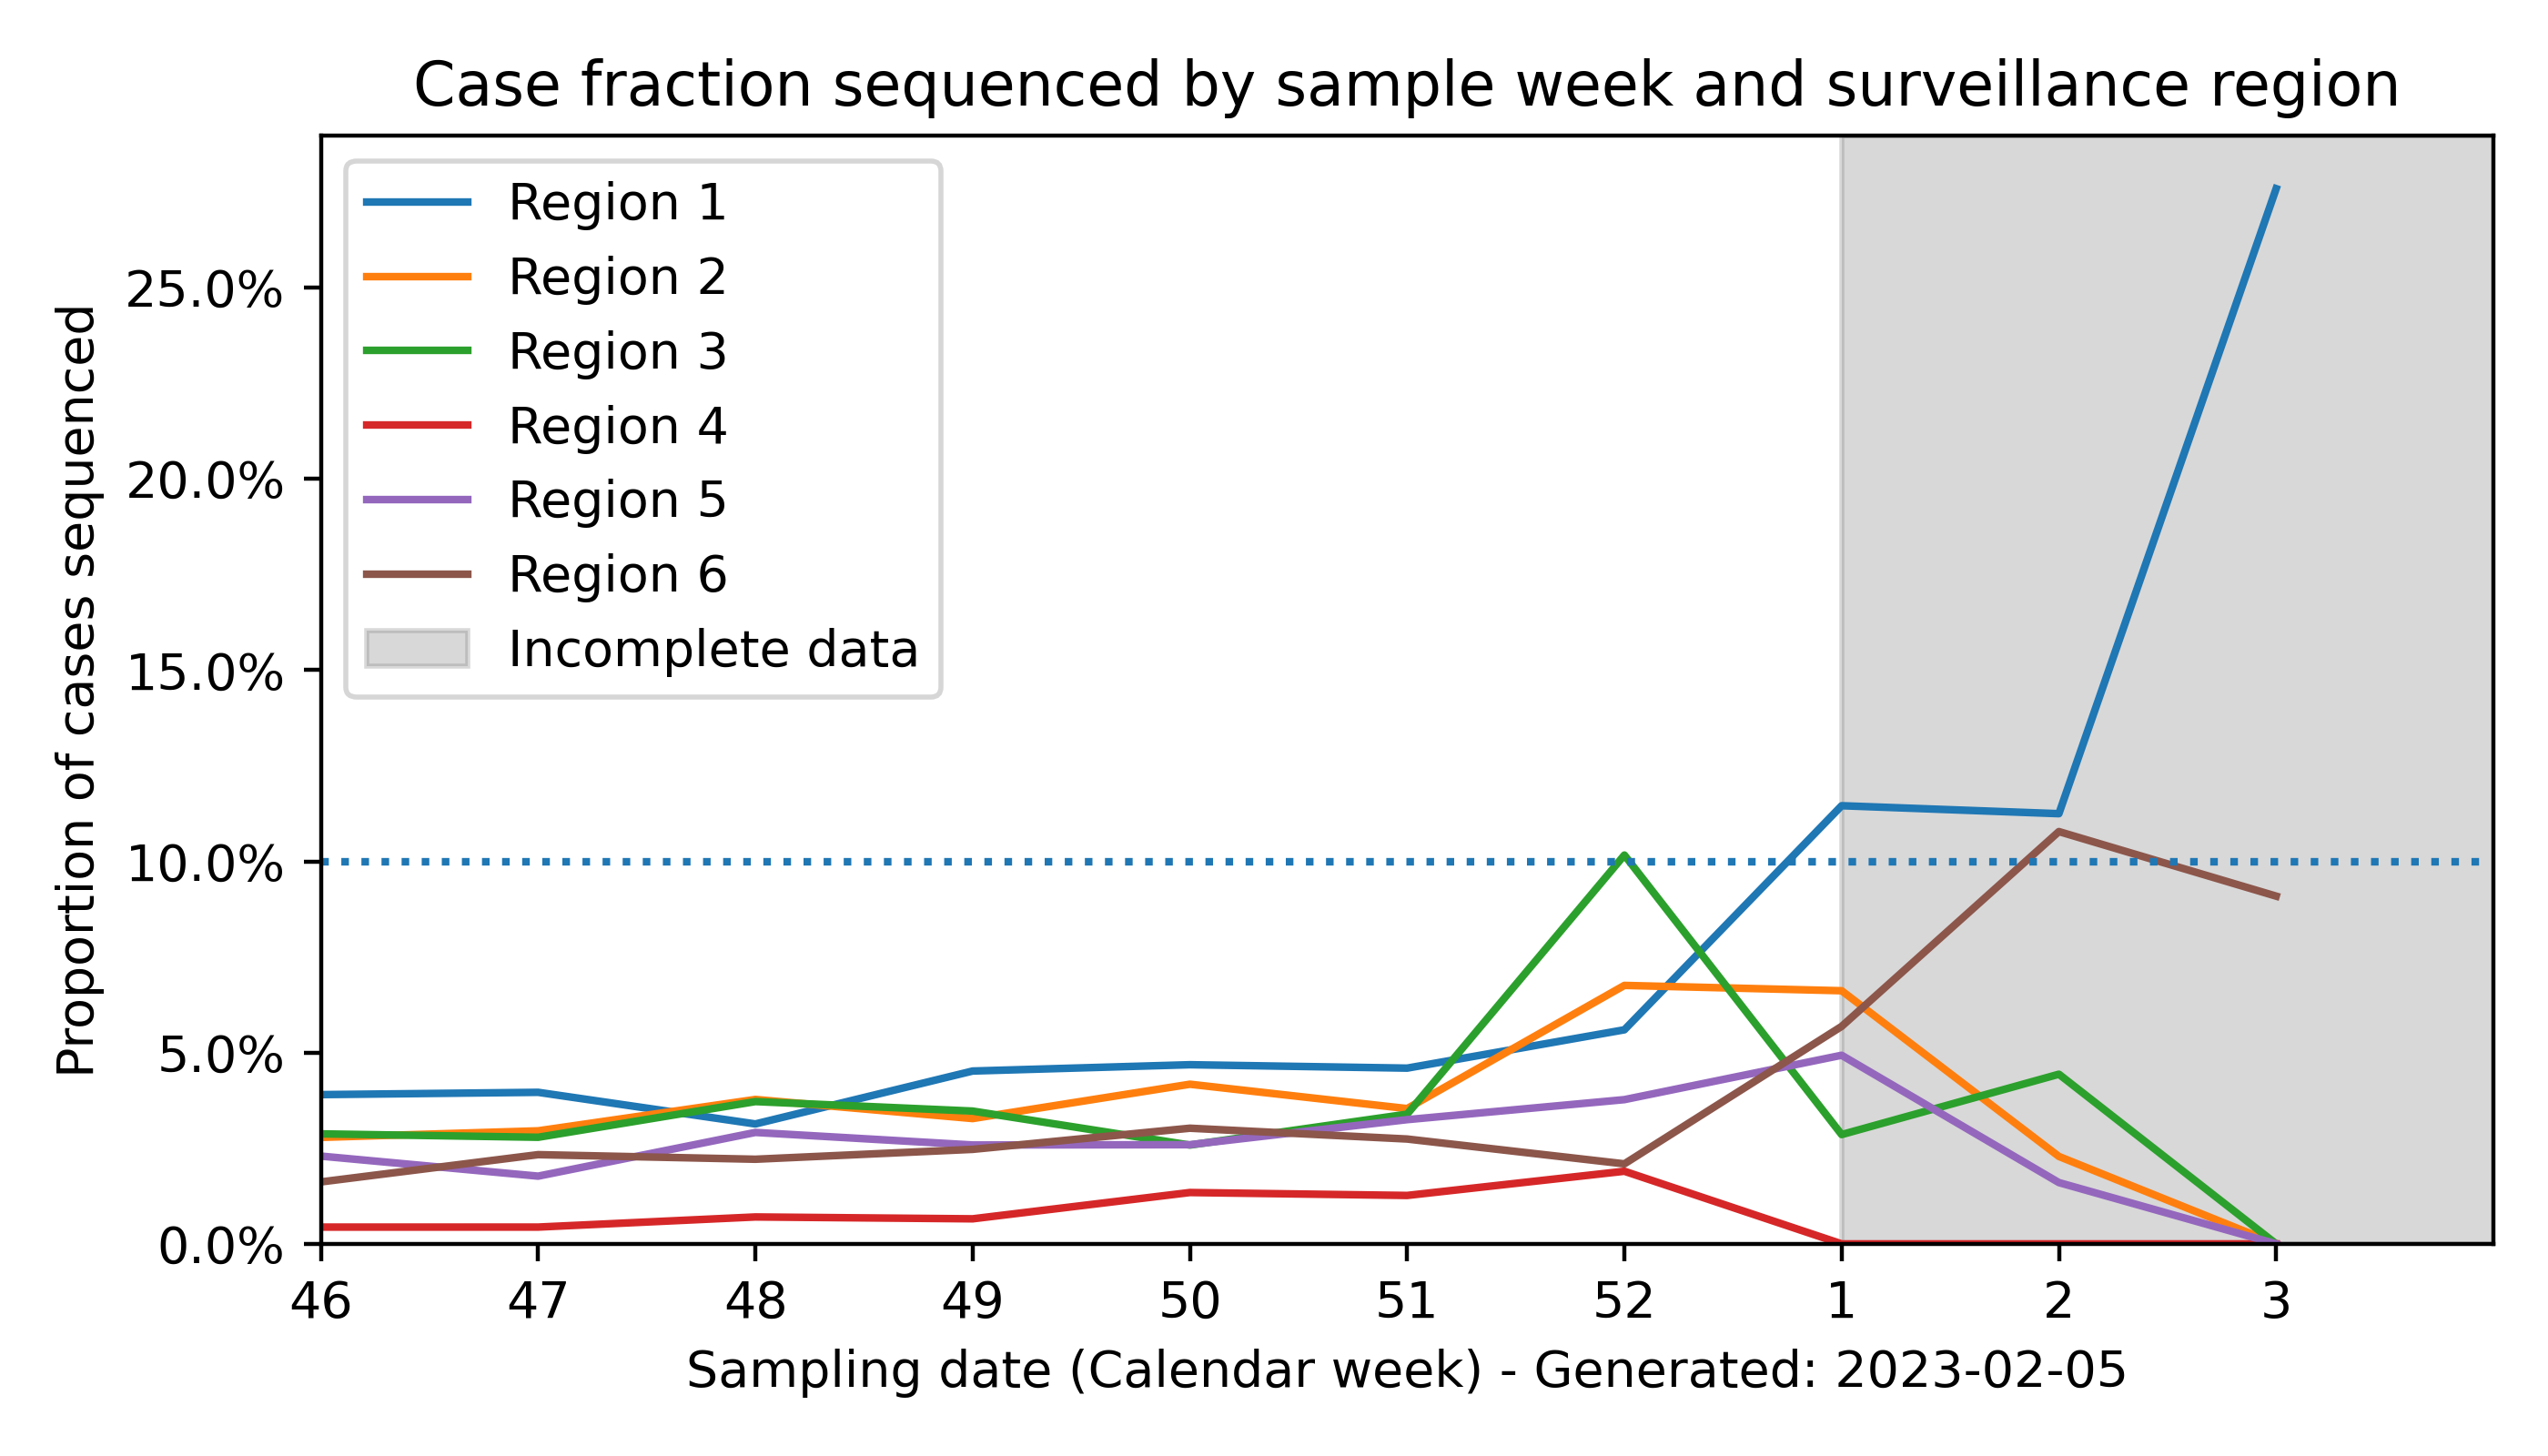 Case fraction sequenced by sample week and surveillance region
Region 1
Region 2
Region 3
Region 4
Region 5
Region 6
Incomplete data
Proportion of cases sequenced
25.0%
20.0%
15.0%
10.0%
5.0%
0.0%
46 47 48 49 50 51 52 1 2 3
Sampling date (Calendar week) - Generated: 2023-02-05